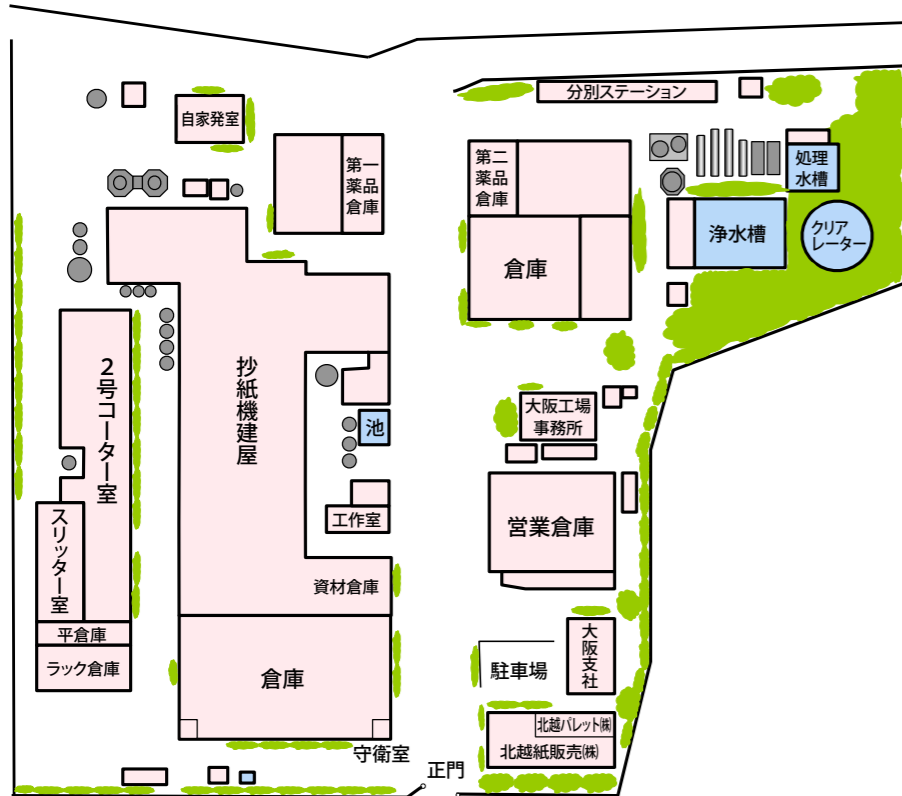 分別ステーション
自家発室
第一
薬品
倉庫
第二
薬品
倉庫
処理
水槽
浄水槽
クリア
レーター
倉庫
2号コーター室
抄紙機建屋
大阪工場
事務所
池
スリッター室
工作室
営業倉庫
資材倉庫
平倉庫
ラック倉庫
倉庫
大阪支社
駐車場
北越パレット㈱
北越紙販売㈱
守衛室
正門